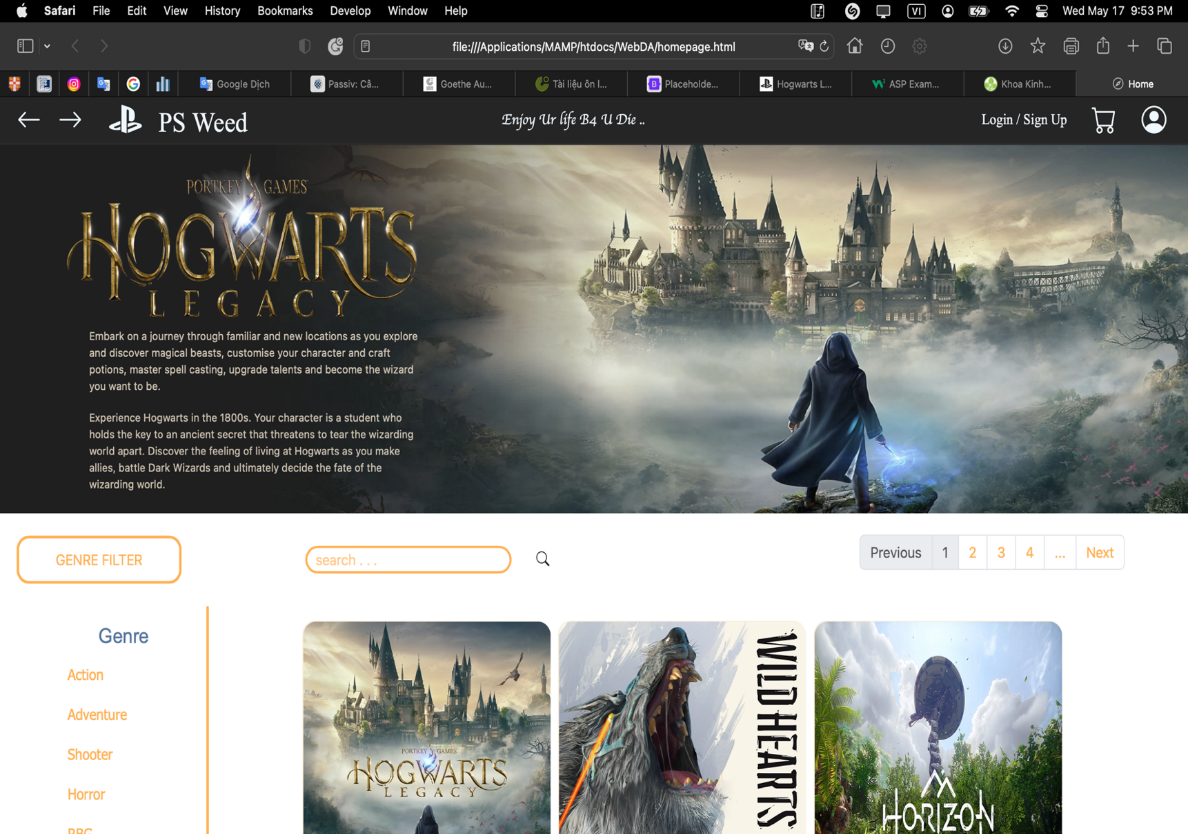 Safari File Edit View History Bookmarks Develop Window Help VI Wed May 17 9:53 PM
file:///Applications/MAMP/htdocs/WebDA/homepage.html
Google Dịch Passiv: Câ... Goethe Au... Tài liệu ôn l... Placeholde... Hogwarts L... ASP Exam... Khoa Kinh... Home
PS Weed Enjoy Ur life B4 U Die .. Login / Sign Up
PORTKEY GAMES
HOGWARTS
LEGACY
Embark on a journey through familiar and new locations as you explore
and discover magical beasts, customise your character and craft
potions, master spell casting, upgrade talents and become the wizard
you want to be.
Experience Hogwarts in the 1800s. Your character is a student who
holds the key to an ancient secret that threatens to tear the wizarding
world apart. Discover the feeling of living at Hogwarts as you make
allies, battle Dark Wizards and ultimately decide the fate of the
wizarding world.
GENRE FILTER
search . . .
Previous 1 2 3 4 ... Next
Genre
Action
Adventure
Shooter
Horror
RPG
PORTKEY GAMES
HOGWARTS
LEGACY
WILD HEARTS
HORIZON